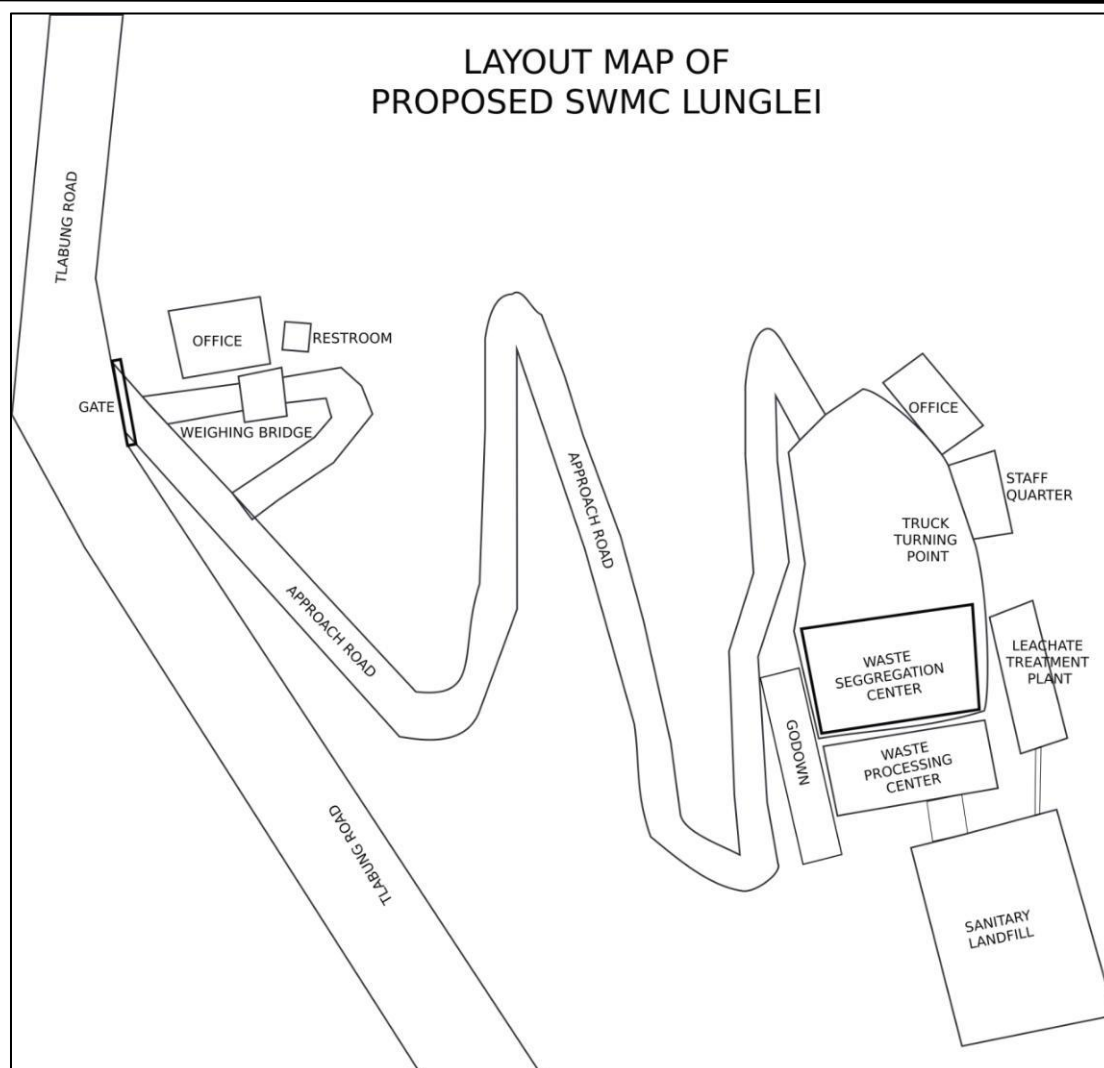 LAYOUT MAP OF
PROPOSED SWMC LUNGLEI
TLABUNG ROAD
OFFICE
RESTROOM
GATE
WEIGHING BRIDGE
APPROACH ROAD
APPROACH ROAD
TLABUNG ROAD
OFFICE
STAFF
QUARTER
TRUCK
TURNING
POINT
WASTE
SEGGREGATION
CENTER
LEACHATE
TREATMENT
PLANT
GODOWN
WASTE
PROCESSING
CENTER
SANITARY
LANDFILL